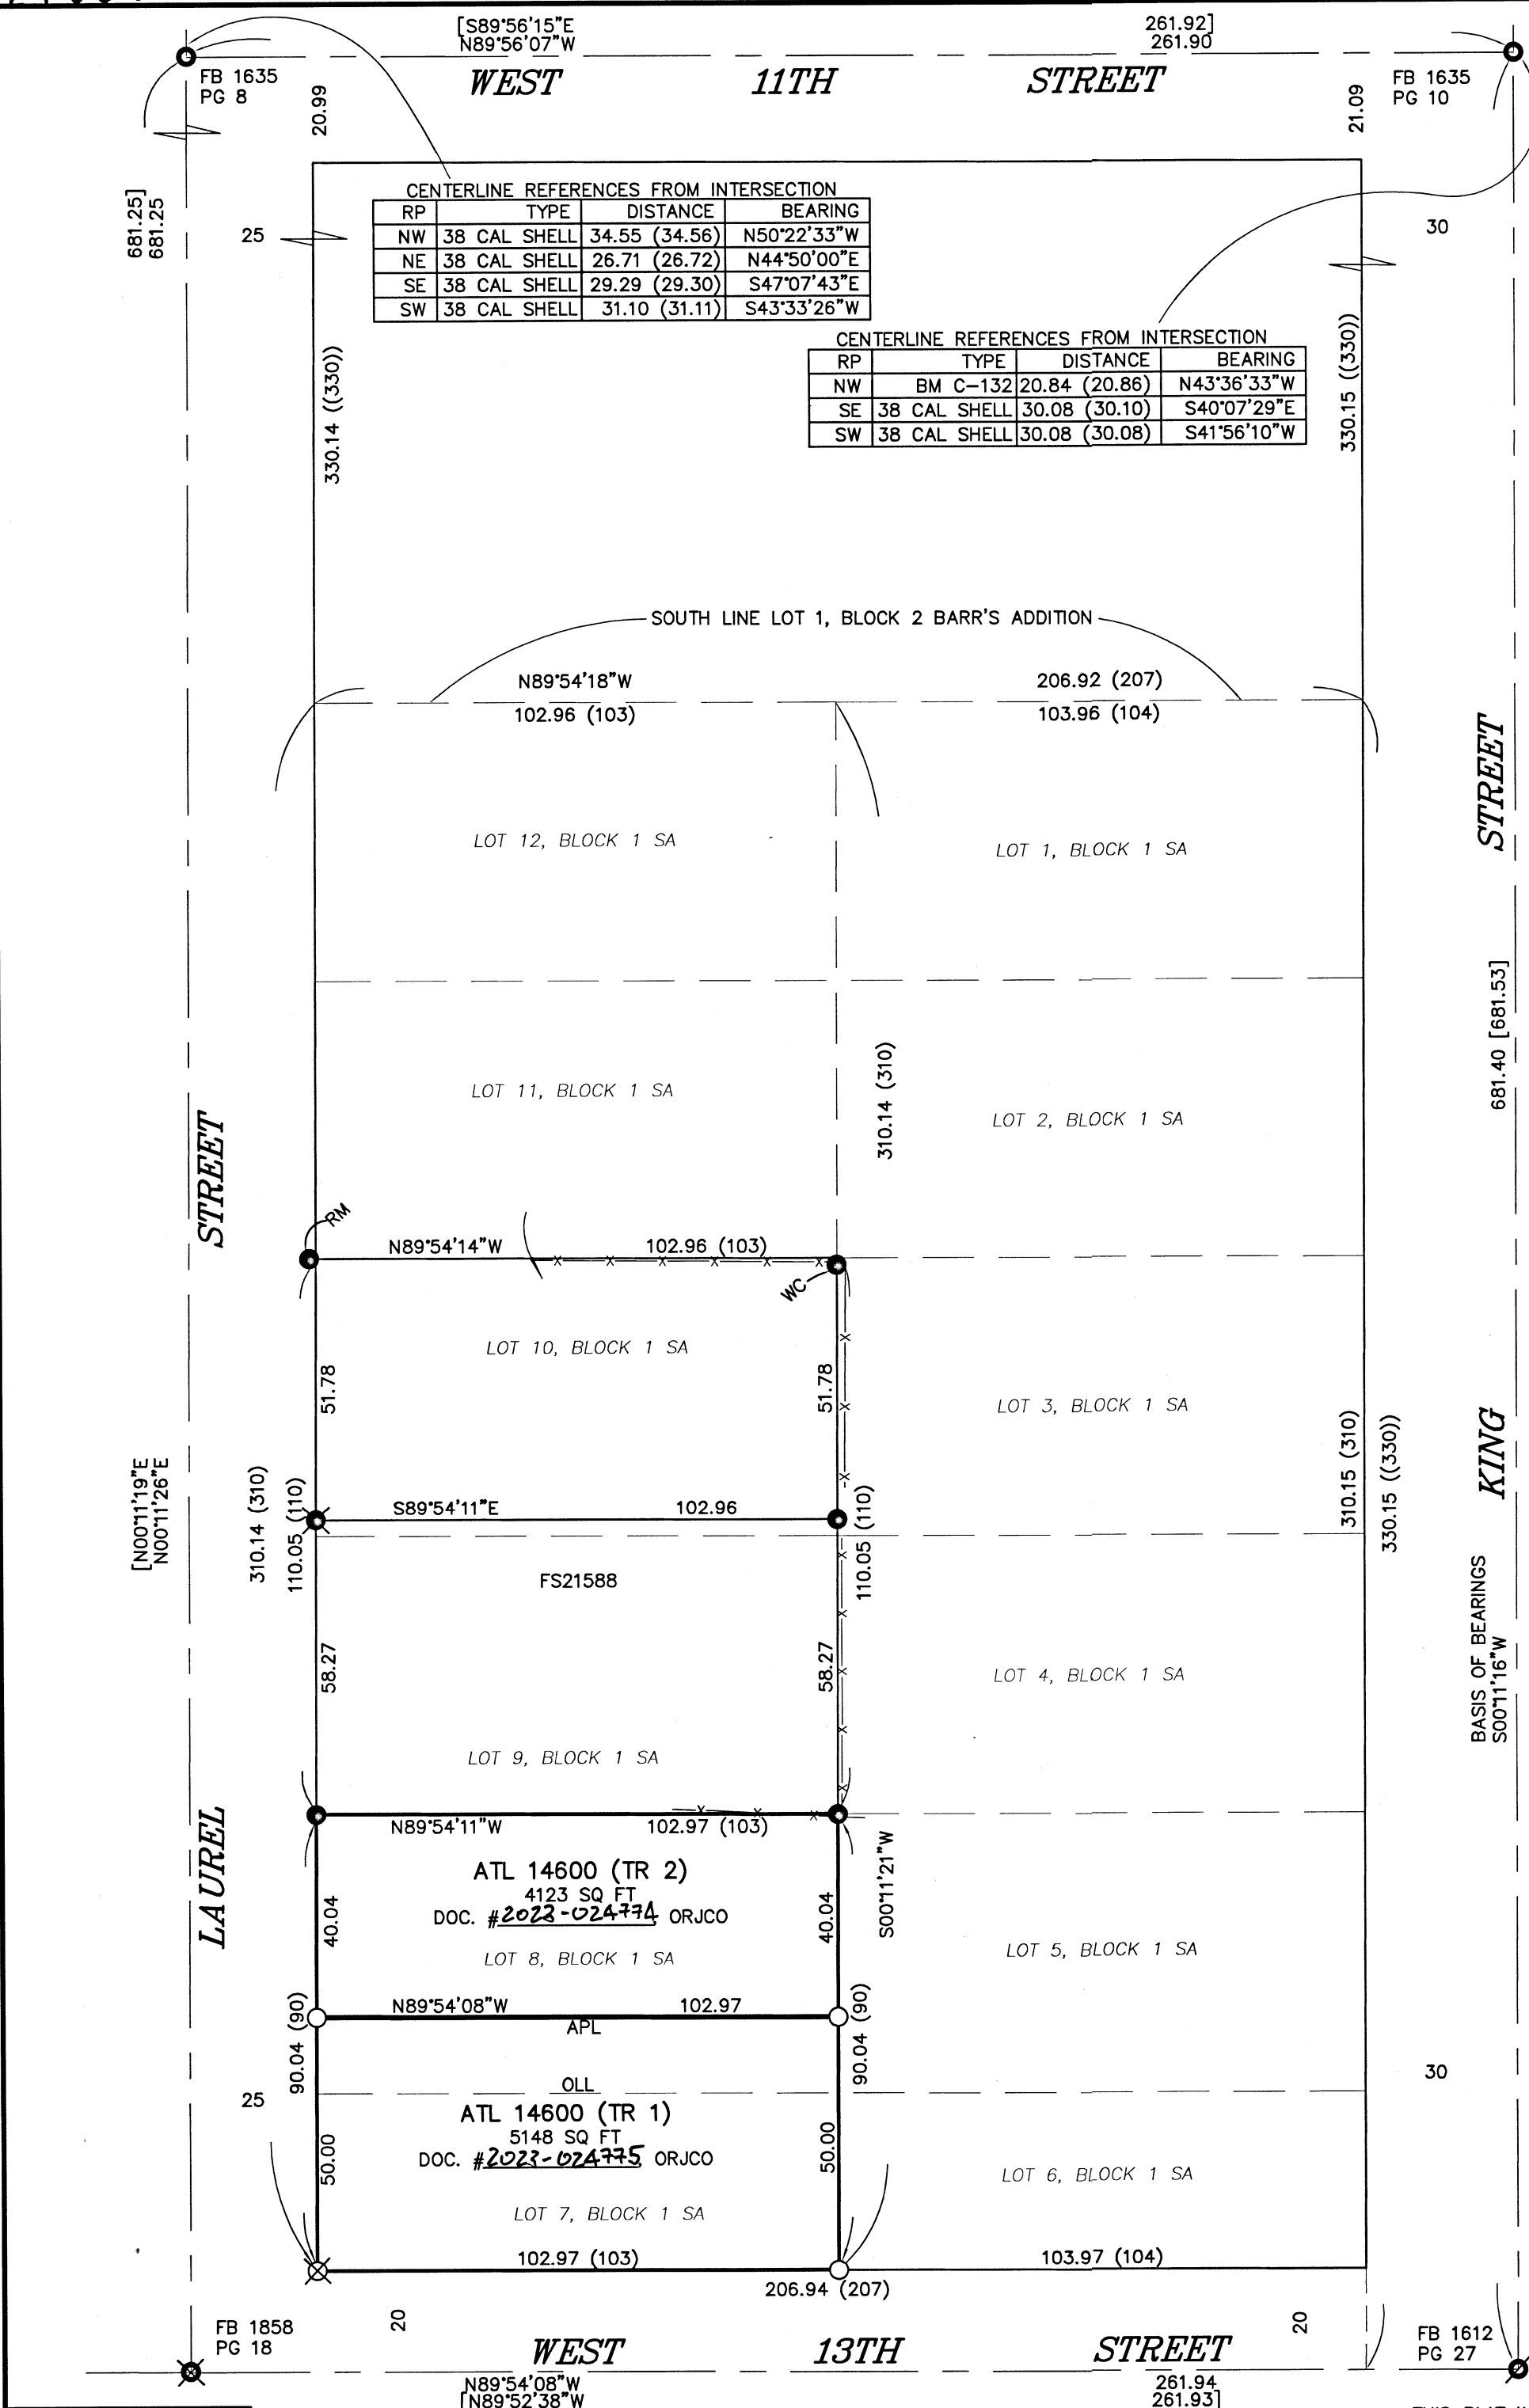 [S89°56'15"E 261.92]
N89°56'07"W 261.90
WEST 11TH STREET
FB 1635
PG 8
FB 1635
PG 10
20.99
21.09
681.25]
681.25
25
30
CENTERLINE REFERENCES FROM INTERSECTION
RP TYPE DISTANCE BEARING
NW 38 CAL SHELL 34.55 (34.56) N50°22'33"W
NE 38 CAL SHELL 26.71 (26.72) N44°50'00"E
SE 38 CAL SHELL 29.29 (29.30) S47°07'43"E
SW 38 CAL SHELL 31.10 (31.11) S43°33'26"W
CENTERLINE REFERENCES FROM INTERSECTION
RP TYPE DISTANCE BEARING
NW BM C-132 20.84 (20.86) N43°36'33"W
SE 38 CAL SHELL 30.08 (30.10) S40°07'29"E
SW 38 CAL SHELL 30.08 (30.08) S41°56'10"W
330.14 ((330))
330.15 ((330))
SOUTH LINE LOT 1, BLOCK 2 BARR'S ADDITION
N89°54'18"W 206.92 (207)
102.96 (103) 103.96 (104)
LOT 12, BLOCK 1 SA
LOT 1, BLOCK 1 SA
LOT 11, BLOCK 1 SA
LOT 2, BLOCK 1 SA
310.14 (310)
681.40 [681.53]
RM
N89°54'14"W 102.96 (103)
WC
LOT 10, BLOCK 1 SA
LOT 3, BLOCK 1 SA
51.78
51.78
[N00°11'19"E
N00°11'26"E
310.14 (310)
110.05 (110)
S89°54'11"E 102.96
110.05 (110)
310.15 (310)
330.15 ((330))
FS21588
58.27
58.27
LOT 4, BLOCK 1 SA
BASIS OF BEARINGS
S00°11'16"W
LOT 9, BLOCK 1 SA
N89°54'11"W 102.97 (103)
S00°11'21"W
ATL 14600 (TR 2)
4123 SQ FT
DOC. #2023-024774 ORJCO
40.04
40.04
LOT 8, BLOCK 1 SA
LOT 5, BLOCK 1 SA
N89°54'08"W 102.97
APL
90.04 (90)
90.04 (90)
25
30
OLL
ATL 14600 (TR 1)
5148 SQ FT
DOC. #2023-024775 ORJCO
50.00
50.00
LOT 7, BLOCK 1 SA
LOT 6, BLOCK 1 SA
102.97 (103) 103.97 (104)
206.94 (207)
LAUREL STREET
KING STREET
20
20
FB 1858
PG 18
FB 1612
PG 27
WEST 13TH STREET
N89°54'08"W 261.94
[N89°52'38"W 261.93]